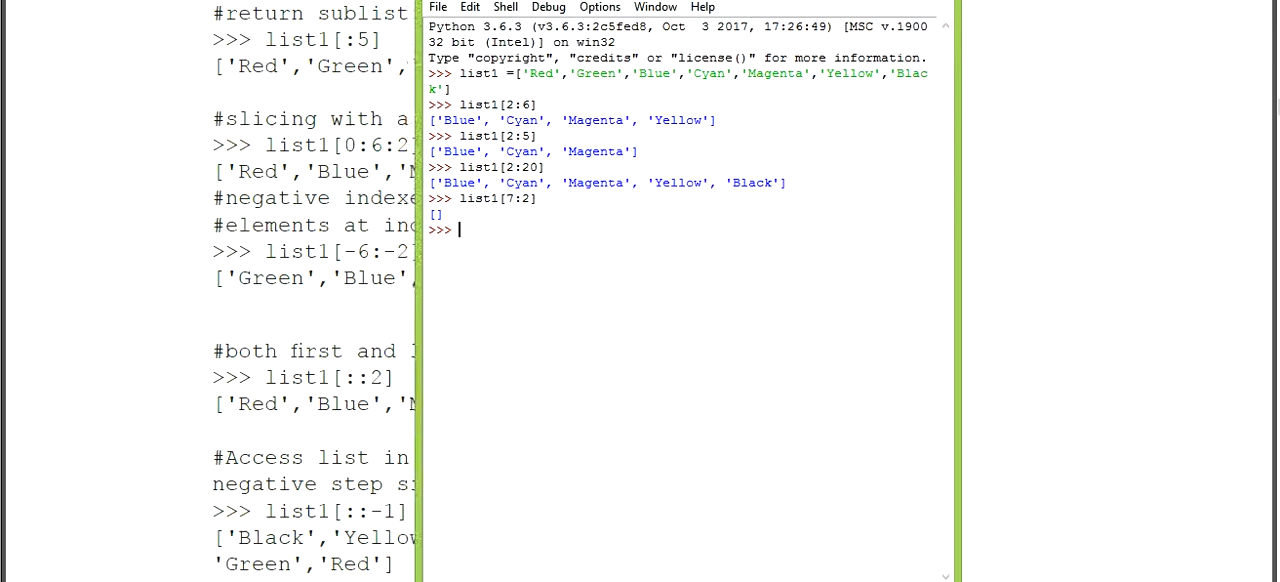 #return sublist
>>> list1[:5]
['Red','Green','
#slicing with a
>>> list1[0:6:2
['Red','Blue','
#negative indexe
#elements at
>>> list1[-6:-2
['Green','Blue',
#both first and
>>> list1[::2]
['Red','Blue','
#Access list in
negative step
>>> list1[::-1]
['Black','Yellow
'Green','Red']
File Edit Shell Debug Options Window Help
Python 3.6.3 (v3.6.3:2c5fed8, Oct  3 2017, 17:26:49) [MSC v.1900
32 bit (Intel)] on win32
Type "copyright", "credits" or "license()" for more information.
>>> list1 =['Red','Green','Blue','Cyan','Magenta','Yellow','Blac
k']
>>> list1[2:6]
['Blue', 'Cyan', 'Magenta', 'Yellow']
>>> list1[2:5]
['Blue', 'Cyan', 'Magenta']
>>> list1[2:20]
['Blue', 'Cyan', 'Magenta', 'Yellow', 'Black']
>>> list1[7:2]
[]
>>>